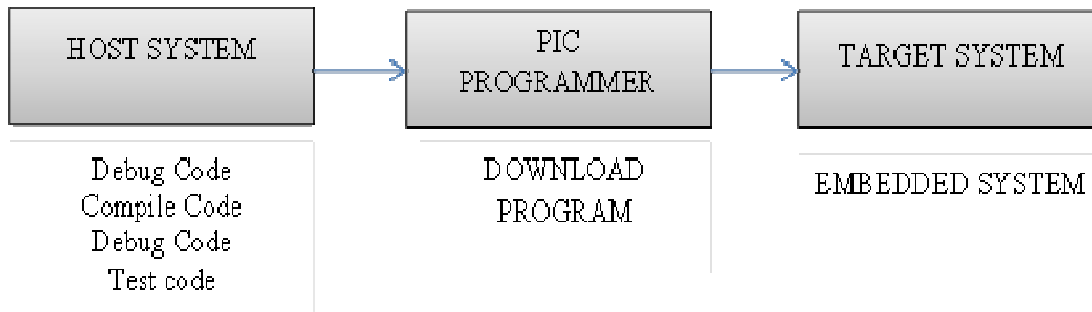 HOST SYSTEM
Debug Code
Compile Code
Debug Code
Test code
PIC
PROGRAMMER
DOWNLOAD
PROGRAM
TARGET SYSTEM
EMBEDDED SYSTEM